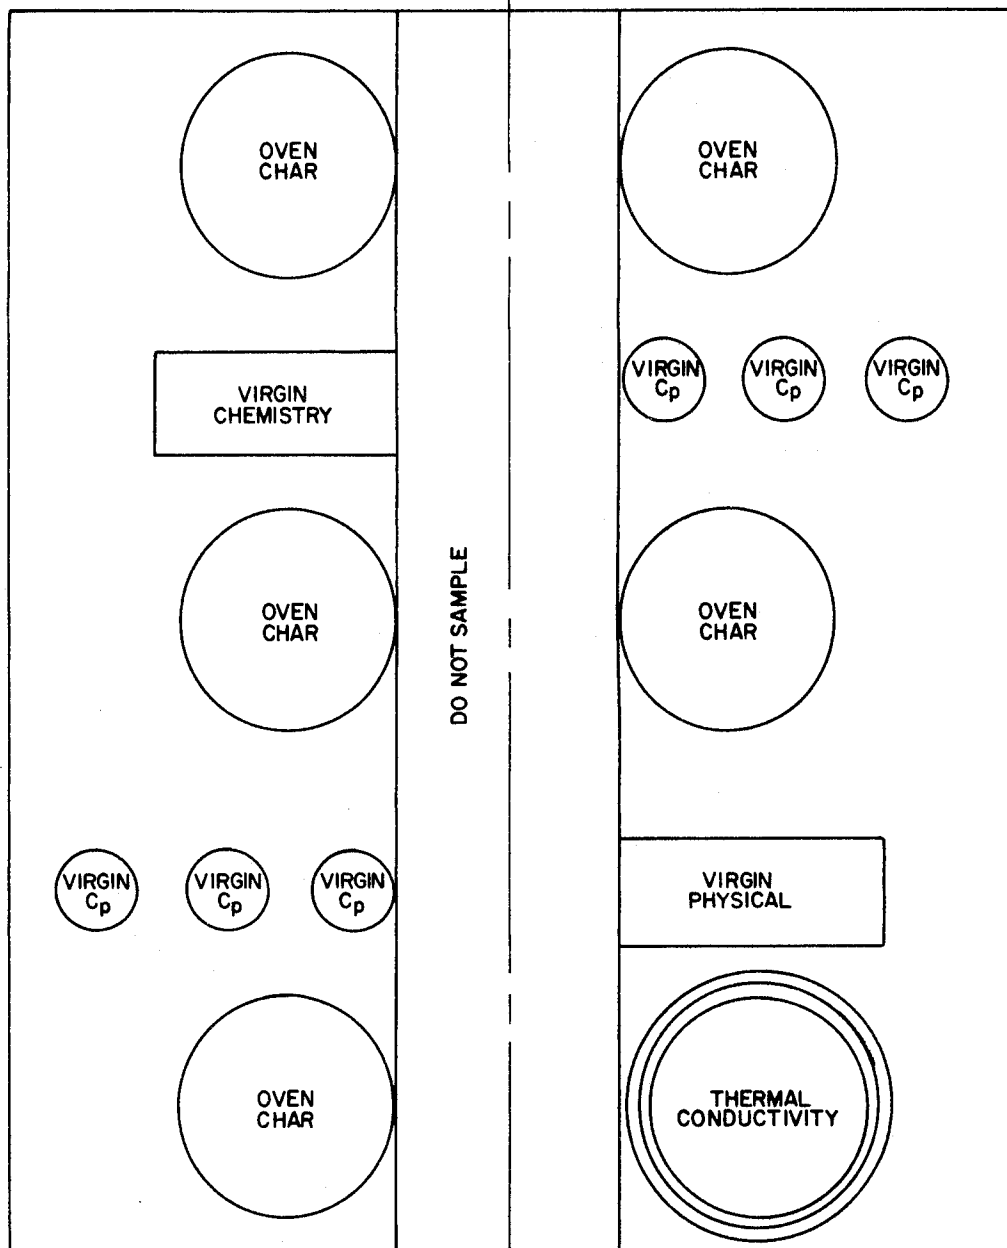 OVEN
CHAR
OVEN
CHAR
VIRGIN
CHEMISTRY
VIRGIN
Cp
VIRGIN
Cp
VIRGIN
Cp
OVEN
CHAR
DO NOT SAMPLE
OVEN
CHAR
VIRGIN
Cp
VIRGIN
Cp
VIRGIN
Cp
VIRGIN
PHYSICAL
OVEN
CHAR
THERMAL
CONDUCTIVITY